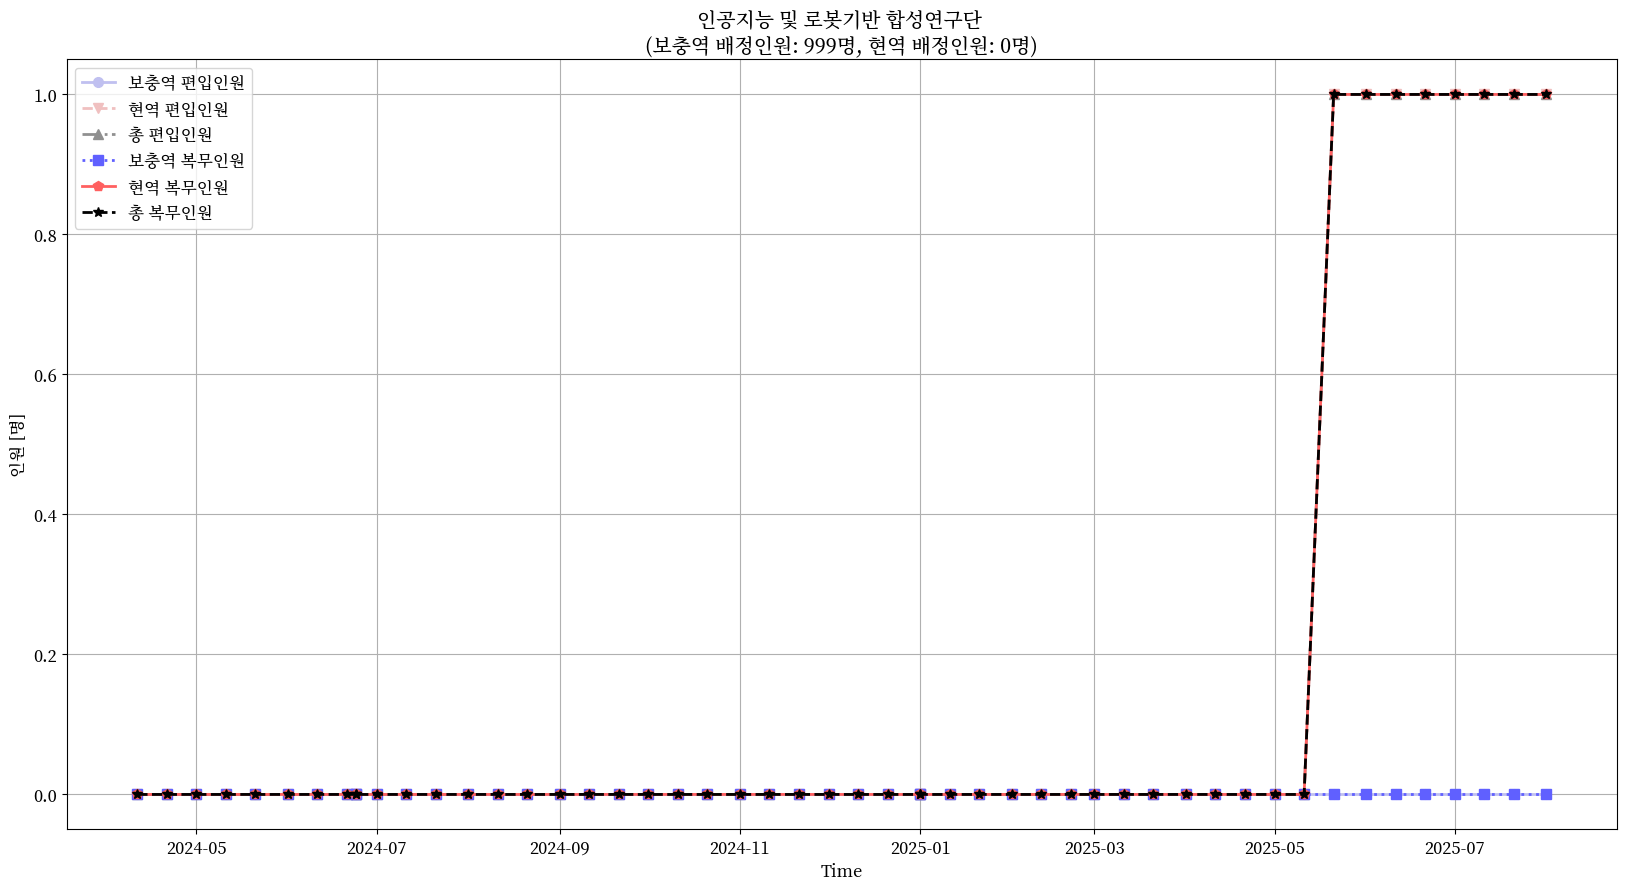 인공지능 및 로봇기반 합성연구단
(보충역 배정인원: 999명, 현역 배정인원: 0명)
보충역 편입인원
현역 편입인원
총 편입인원
보충역 복무인원
현역 복무인원
총 복무인원
인원 [명]
1.0
0.8
0.6
0.4
0.2
0.0
2024-05
2024-07
2024-09
2024-11
2025-01
2025-03
2025-05
2025-07
Time